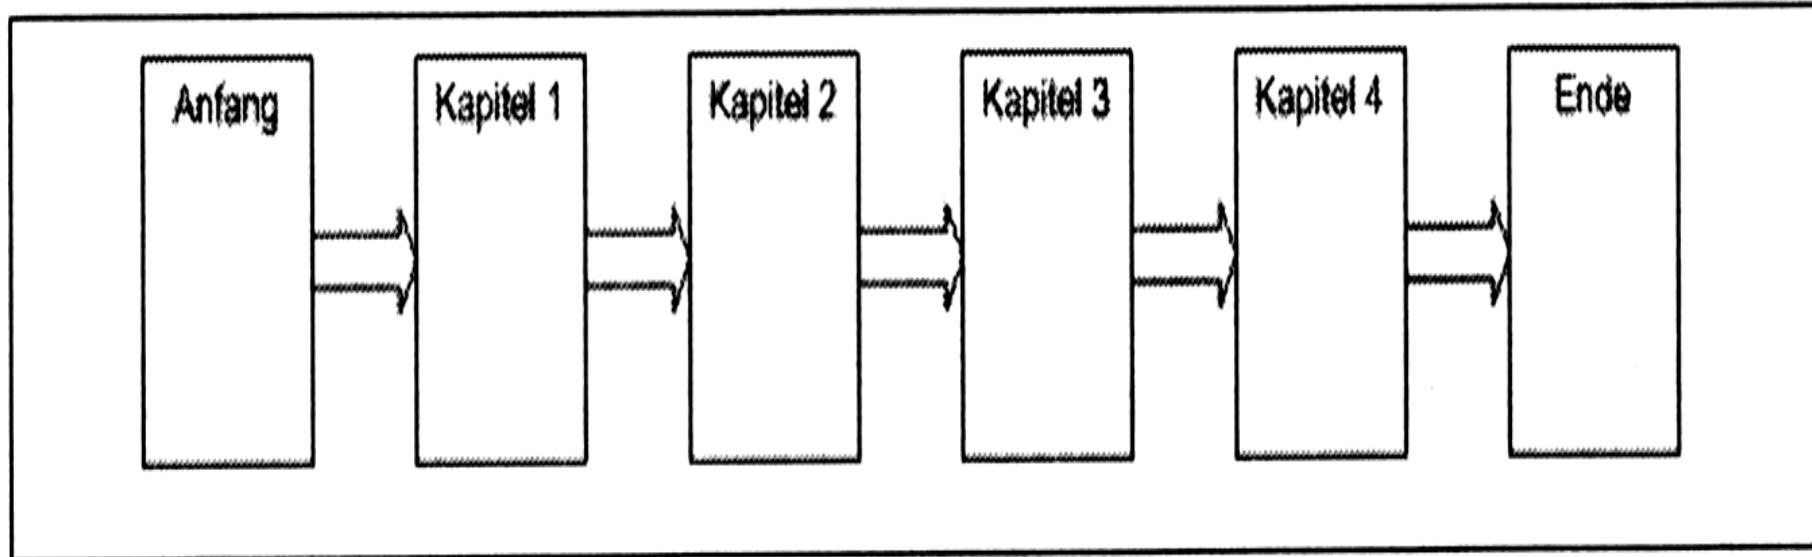 Anfang
Kapitel 1
Kapitel 2
Kapitel 3
Kapitel 4
Ende